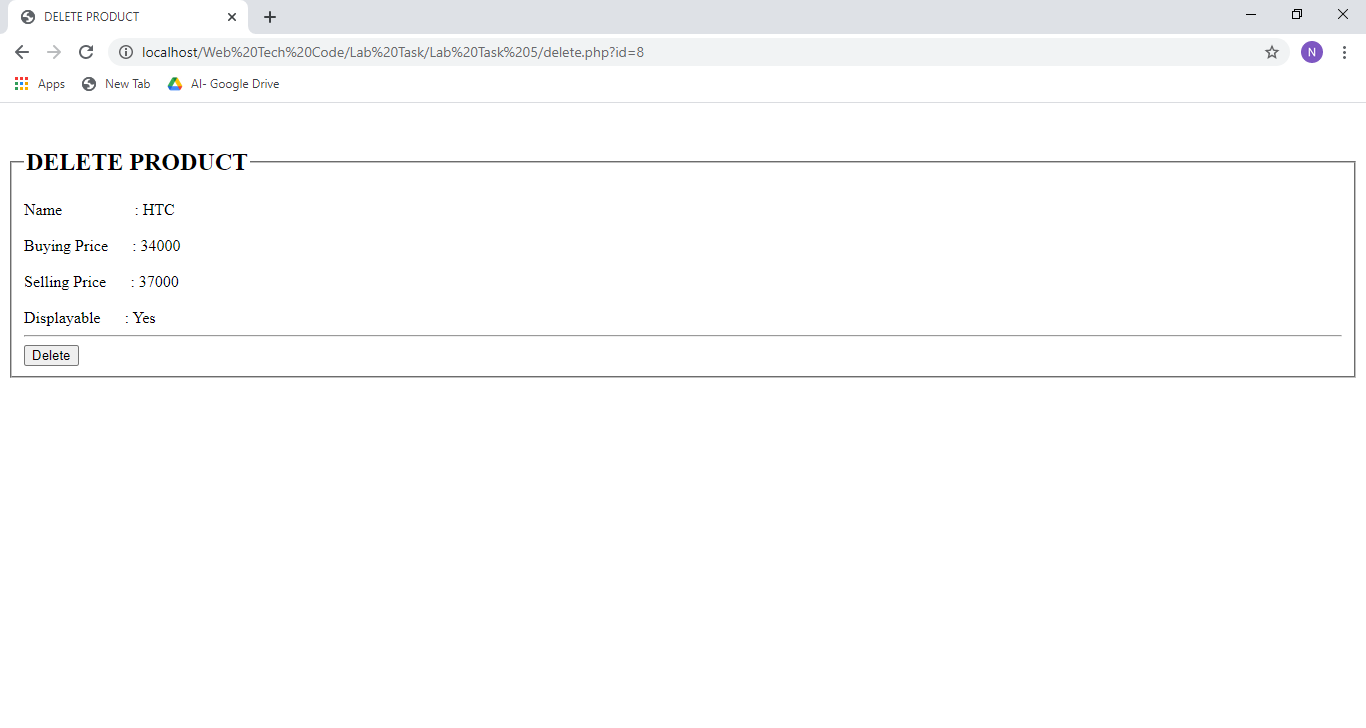 DELETE PRODUCT
localhost/Web%20Tech%20Code/Lab%20Task/Lab%20Task%205/delete.php?id=8
N
Apps New Tab AI- Google Drive
DELETE PRODUCT
Name : HTC
Buying Price : 34000
Selling Price : 37000
Displayable : Yes
Delete